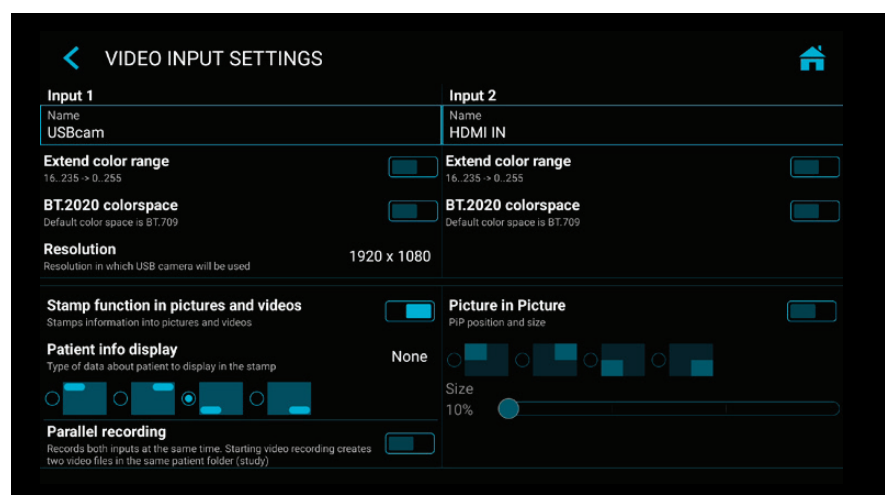 VIDEO INPUT SETTINGS
Input 1
Name
USBcam
Extend color range
16..235 -> 0..255
BT.2020 colorspace
Default color space is BT.709
Resolution
Resolution in which USB camera will be used
1920 x 1080
Input 2
Name
HDMI IN
Extend color range
16..235 -> 0..255
BT.2020 colorspace
Default color space is BT.709
Stamp function in pictures and videos
Stamps information into pictures and videos
Patient info display
Type of data about patient to display in the stamp
None
Parallel recording
Records both inputs at the same time. Starting video recording creates
two video files in the same patient folder (study)
Picture in Picture
PiP position and size
Size
10%